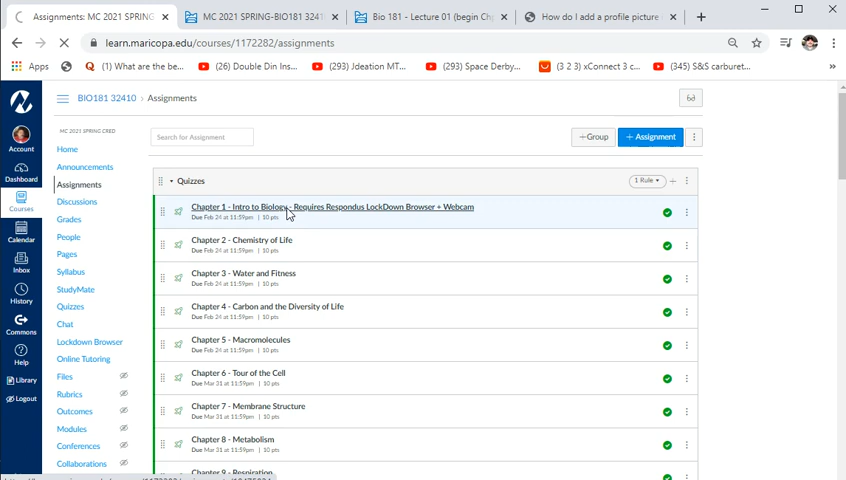 Assignments: MC 2021 SPRING-
MC 2021 SPRING-BIO181 32410
Bio 181 - Lecture 01 (begin Ch
How do I add a profile picture
learn.maricopa.edu/courses/1172282/assignments
Apps
(1) What are the be...
(26) Double Din Ins...
(293) Jdeation MT...
(293) Space Derby...
(3 2 3) xConnect 3 c...
(345) S&S carburet...
»
BIO181 32410 › Assignments
Account
Dashboard
Courses
Calendar
Inbox
History
Commons
Help
Library
Logout
MC 2021 SPRING CRED
Home
Announcements
Assignments
Discussions
Grades
People
Pages
Syllabus
StudyMate
Quizzes
Chat
Lockdown Browser
Online Tutoring
Files
Rubrics
Outcomes
Modules
Conferences
Collaborations
Search for Assignment
+Group
+ Assignment
Quizzes
1 Rule
Chapter 1 - Intro to Biology - Requires Respondus LockDown Browser + Webcam
Due Feb 24 at 11:59pm | 10 pts
Chapter 2 - Chemistry of Life
Due Feb 24 at 11:59pm | 10 pts
Chapter 3 - Water and Fitness
Due Feb 24 at 11:59pm | 10 pts
Chapter 4 - Carbon and the Diversity of Life
Due Feb 24 at 11:59pm | 10 pts
Chapter 5 - Macromolecules
Due Feb 24 at 11:59pm | 10 pts
Chapter 6 - Tour of the Cell
Due Mar 31 at 11:59pm | 10 pts
Chapter 7 - Membrane Structure
Due Mar 31 at 11:59pm | 10 pts
Chapter 8 - Metabolism
Due Mar 31 at 11:59pm | 10 pts
Chapter 9 - Respiration